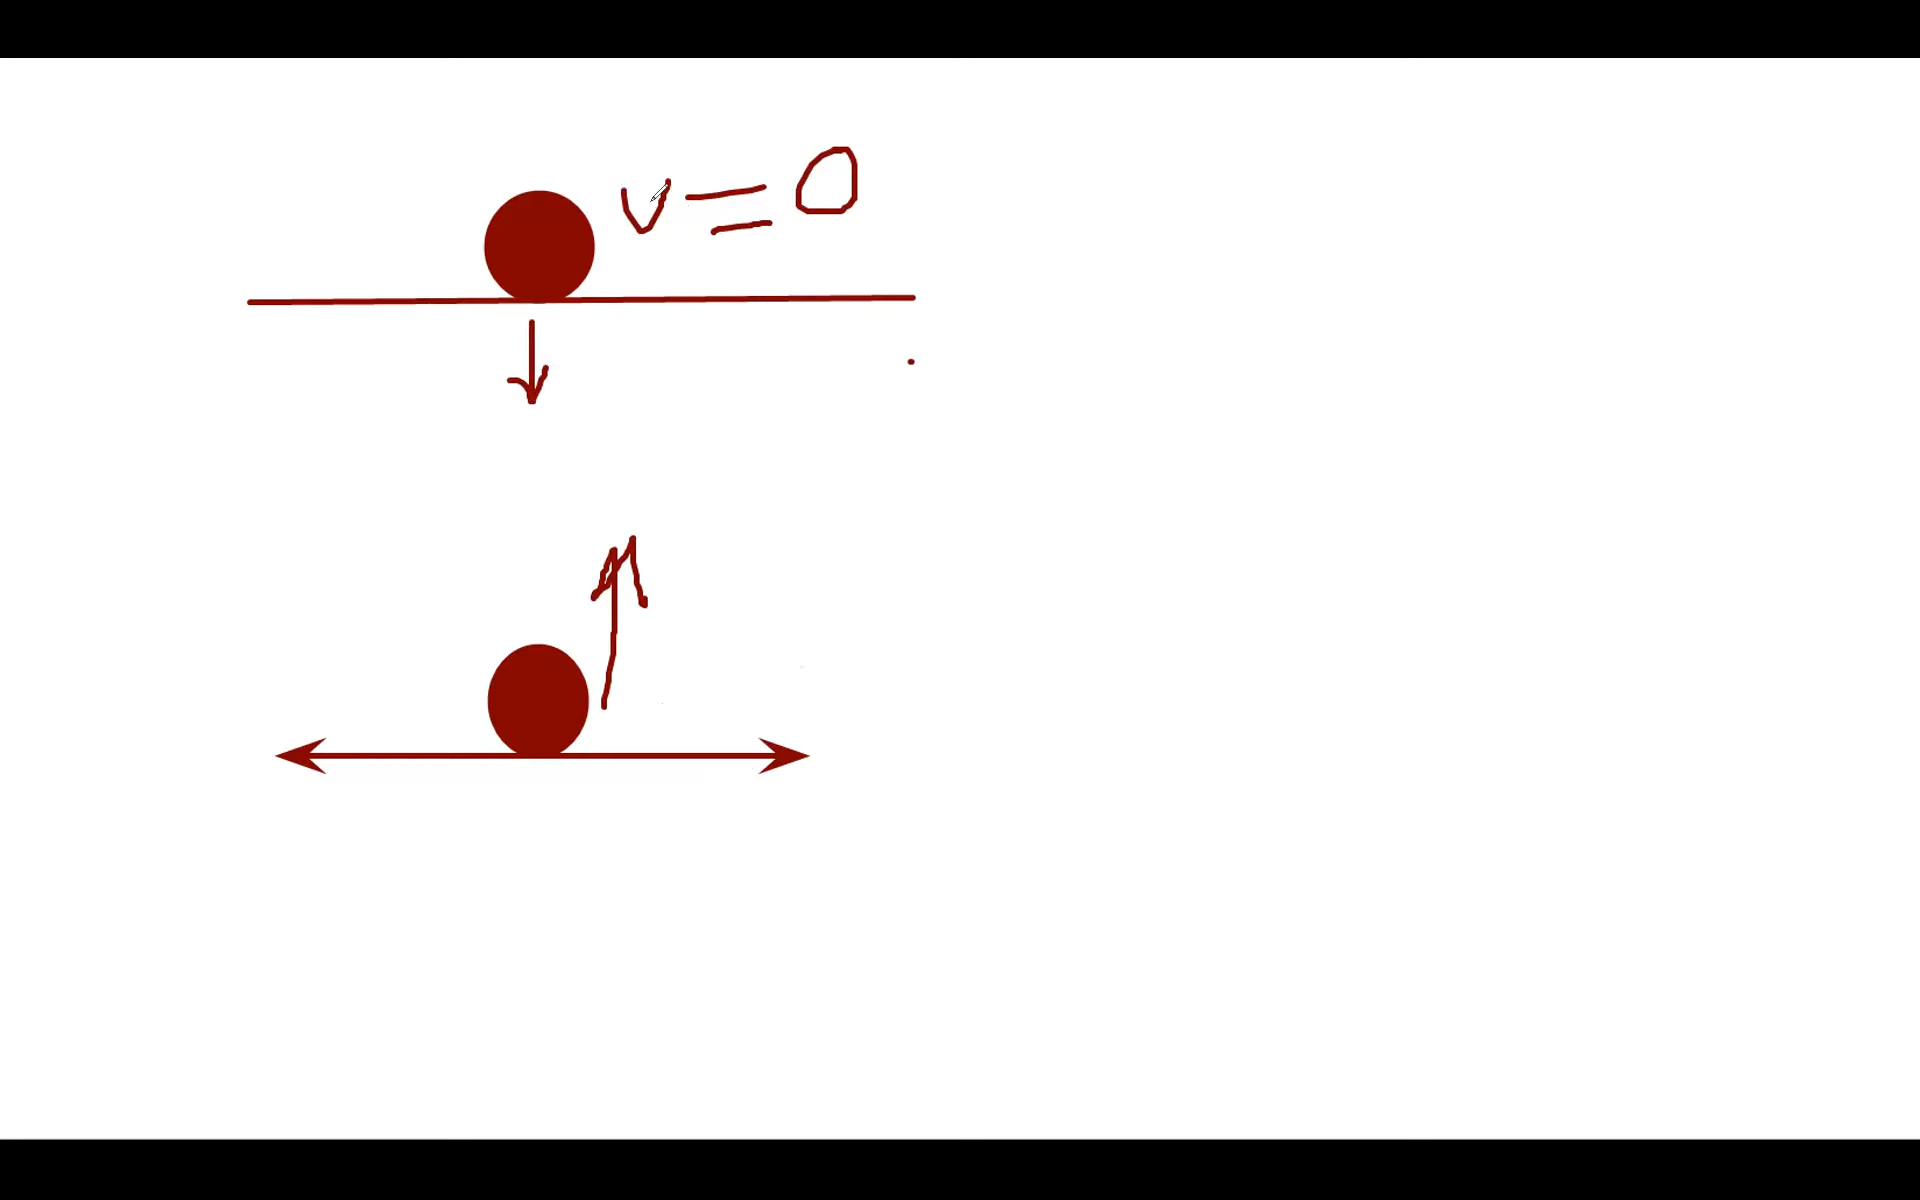 v = 0